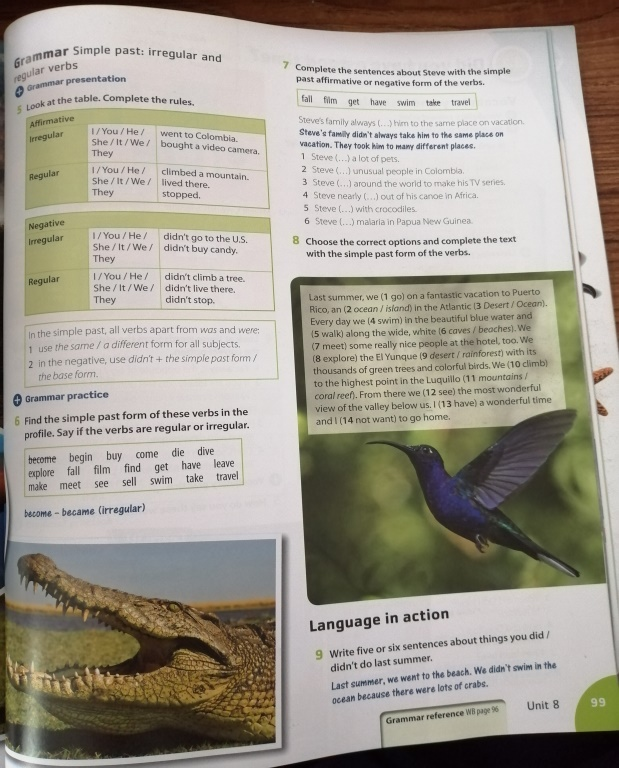 Grammar Simple past: irregular and
regular verbs
Grammar presentation
5 Look at the table. Complete the rules.
Affirmative
Irregular
I / You / He /
She / It / We /
They
went to Colombia.
bought a video camera.
Regular
I / You / He /
She / It / We /
They
climbed a mountain.
lived there.
stopped.
Negative
Irregular
I / You / He /
She / It / We /
They
didn't go to the U.S.
didn't buy candy.
Regular
I / You / He /
She / It / We /
They
didn't climb a tree.
didn't live there.
didn't stop.
In the simple past, all verbs apart from was and were:
1 use the same / a different form for all subjects.
2 in the negative, use didn't + the simple past form /
the base form.
Grammar practice
6 Find the simple past form of these verbs in the
profile. Say if the verbs are regular or irregular.
become begin buy come die dive
explore fall film find get have leave
make meet see sell swim take travel
become – became (irregular)
7 Complete the sentences about Steve with the simple
past affirmative or negative form of the verbs.
fall film get have swim take travel
Steve's family always (…) him to the same place on vacation.
Steve's family didn't always take him to the same place on
vacation. They took him to many different places.
1 Steve (…) a lot of pets.
2 Steve (…) unusual people in Colombia.
3 Steve (…) around the world to make his TV series.
4 Steve nearly (…) out of his canoe in Africa.
5 Steve (…) with crocodiles.
6 Steve (…) malaria in Papua New Guinea.
8 Choose the correct options and complete the text
with the simple past form of the verbs.
Last summer, we (1 go) on a fantastic vacation to Puerto
Rico, an (2 ocean / island) in the Atlantic (3 Desert / Ocean).
Every day we (4 swim) in the beautiful blue water and
(5 walk) along the wide, white (6 caves / beaches). We
(7 meet) some really nice people at the hotel, too. We
(8 explore) the El Yunque (9 desert / rainforest) with its
thousands of green trees and colorful birds. We (10 climb)
to the highest point in the Luquillo (11 mountains /
coral reef). From there we (12 see) the most wonderful
view of the valley below us. I (13 have) a wonderful time
and I (14 not want) to go home.
Language in action
9 Write five or six sentences about things you did /
didn't do last summer.
Last summer, we went to the beach. We didn't swim in the
ocean because there were lots of crabs.
Grammar reference WB page 96
Unit 8
99